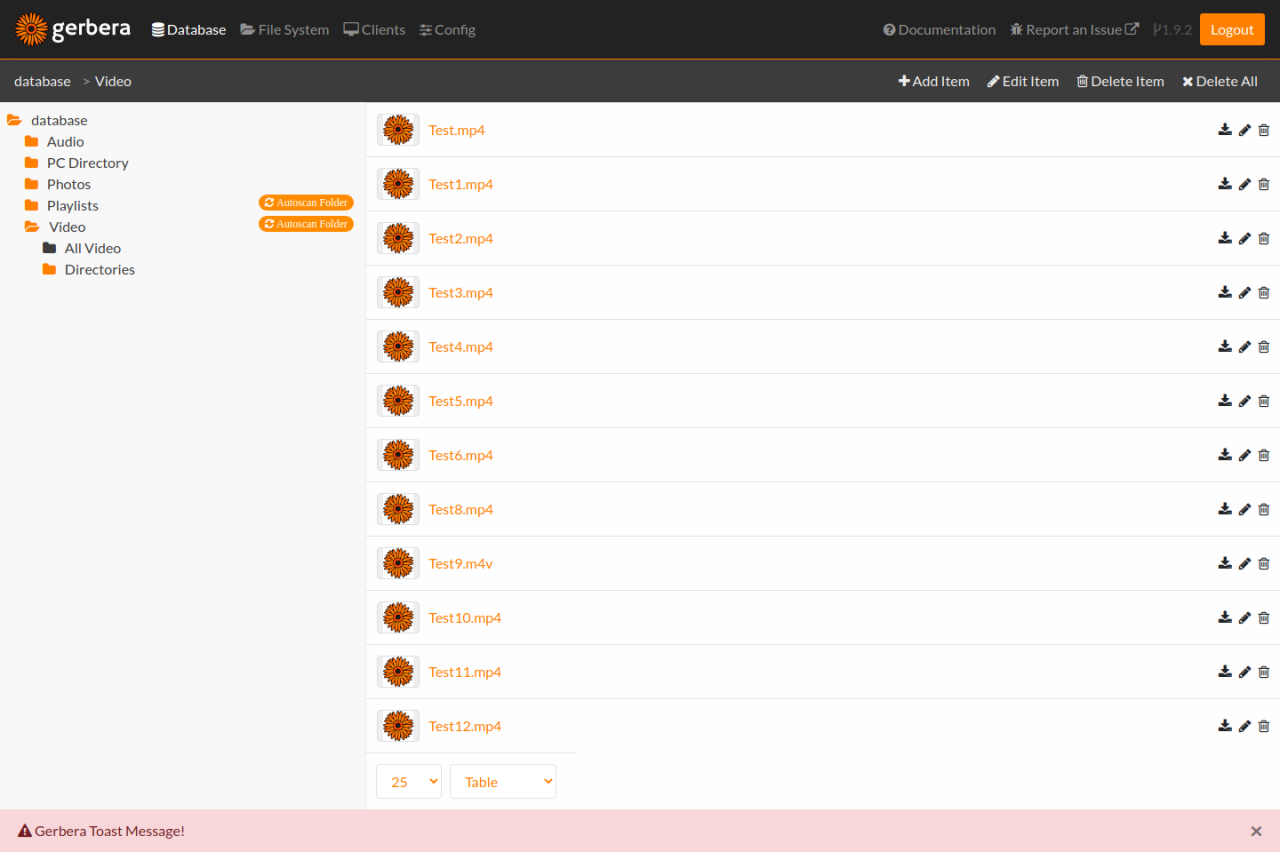 gerbera Database File System Clients Config Documentation Report an Issue 1.9.2 Logout
database > Video + Add Item Edit Item Delete Item Delete All
database
Audio
PC Directory
Photos
Playlists Autoscan Folder
Video Autoscan Folder
All Video
Directories
Test.mp4
Test1.mp4
Test2.mp4
Test3.mp4
Test4.mp4
Test5.mp4
Test6.mp4
Test8.mp4
Test9.m4v
Test10.mp4
Test11.mp4
Test12.mp4
25 Table
Gerbera Toast Message! ×